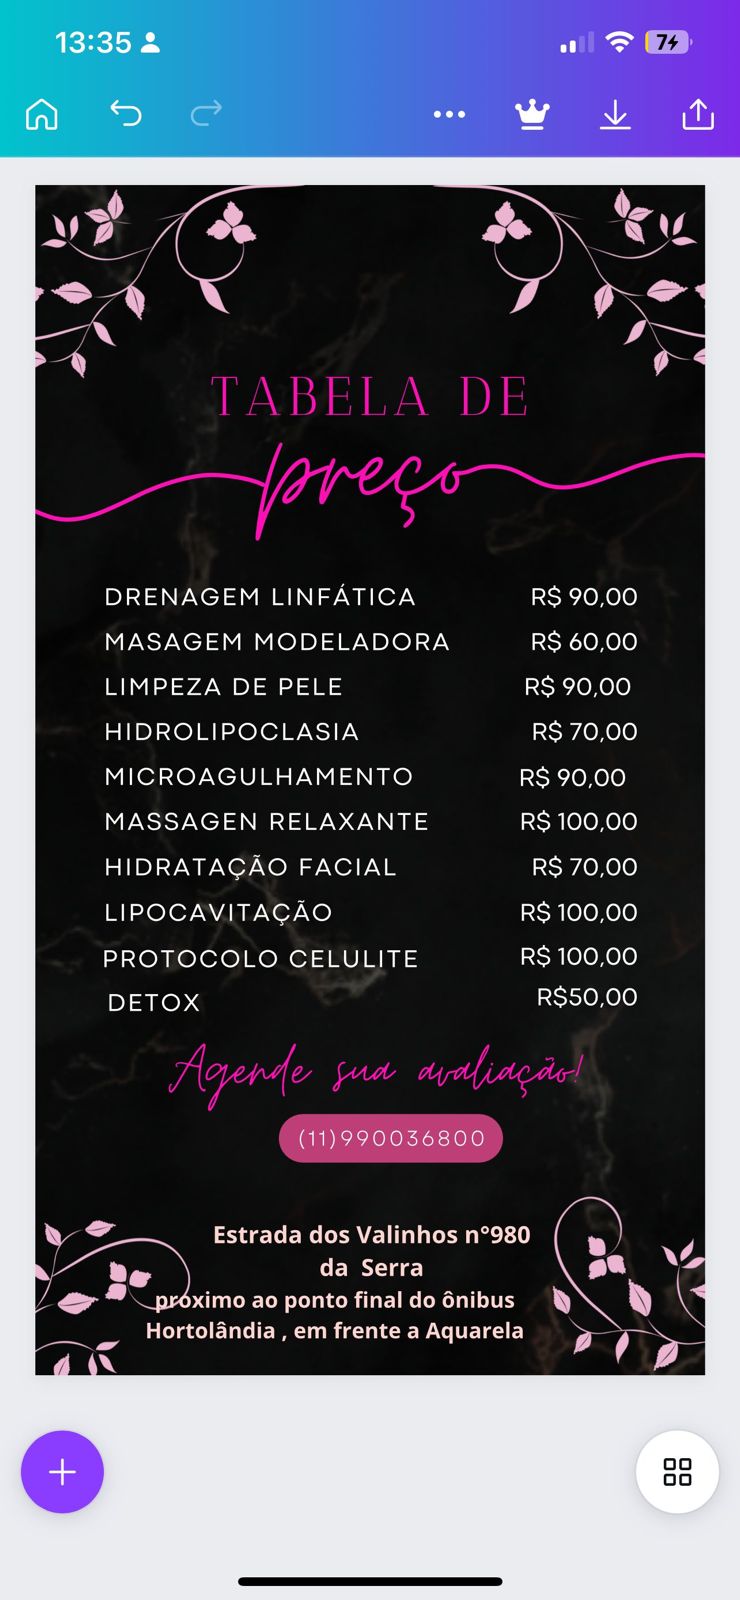 13:35
7
TABELA DE
preço
DRENAGEM LINFÁTICA R$ 90,00
MASAGEM MODELADORA R$ 60,00
LIMPEZA DE PELE R$ 90,00
HIDROLIPOCLASIA R$ 70,00
MICROAGULHAMENTO R$ 90,00
MASSAGEN RELAXANTE R$ 100,00
HIDRATAÇÃO FACIAL R$ 70,00
LIPOCAVITAÇÃO R$ 100,00
PROTOCOLO CELULITE R$ 100,00
DETOX R$50,00
Agende sua avaliação!
(11)990036800
Estrada dos Valinhos n°980
da Serra
proximo ao ponto final do ônibus
Hortolândia , em frente a Aquarela